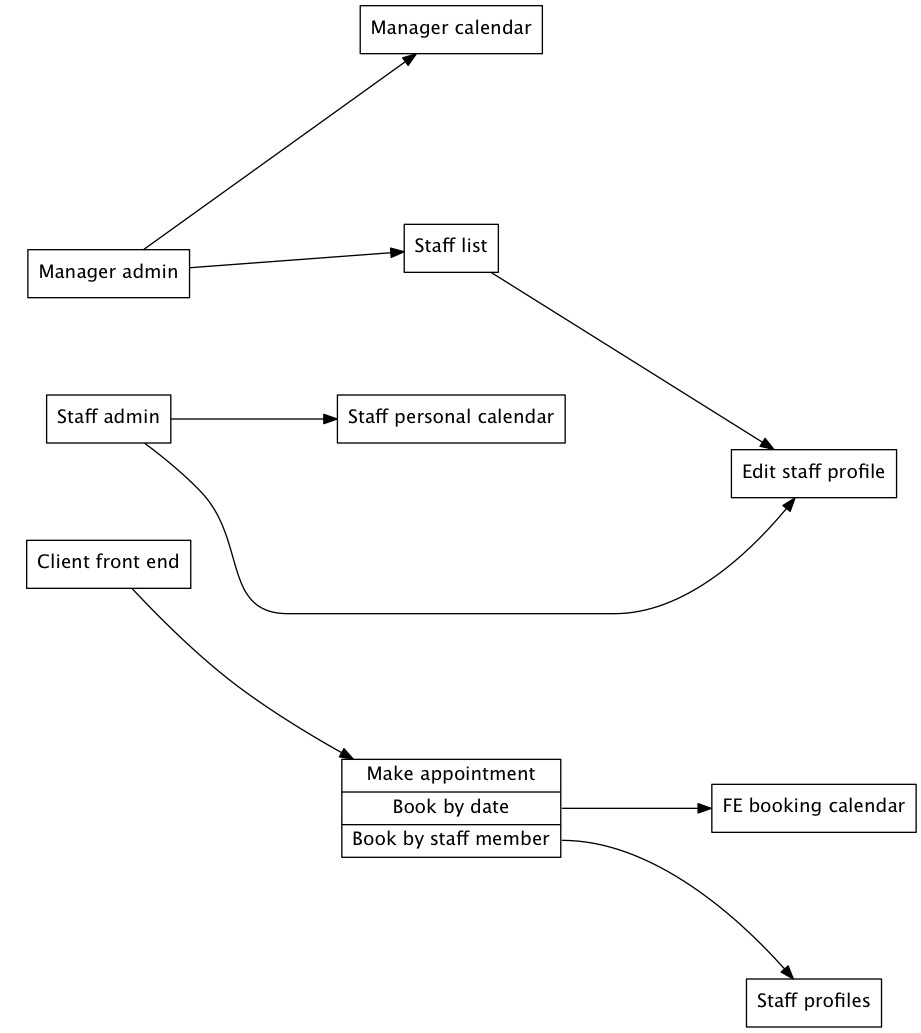 Manager calendar
Staff list
Manager admin
Staff admin
Staff personal calendar
Edit staff profile
Client front end
Make appointment
Book by date
FE booking calendar
Book by staff member
Staff profiles